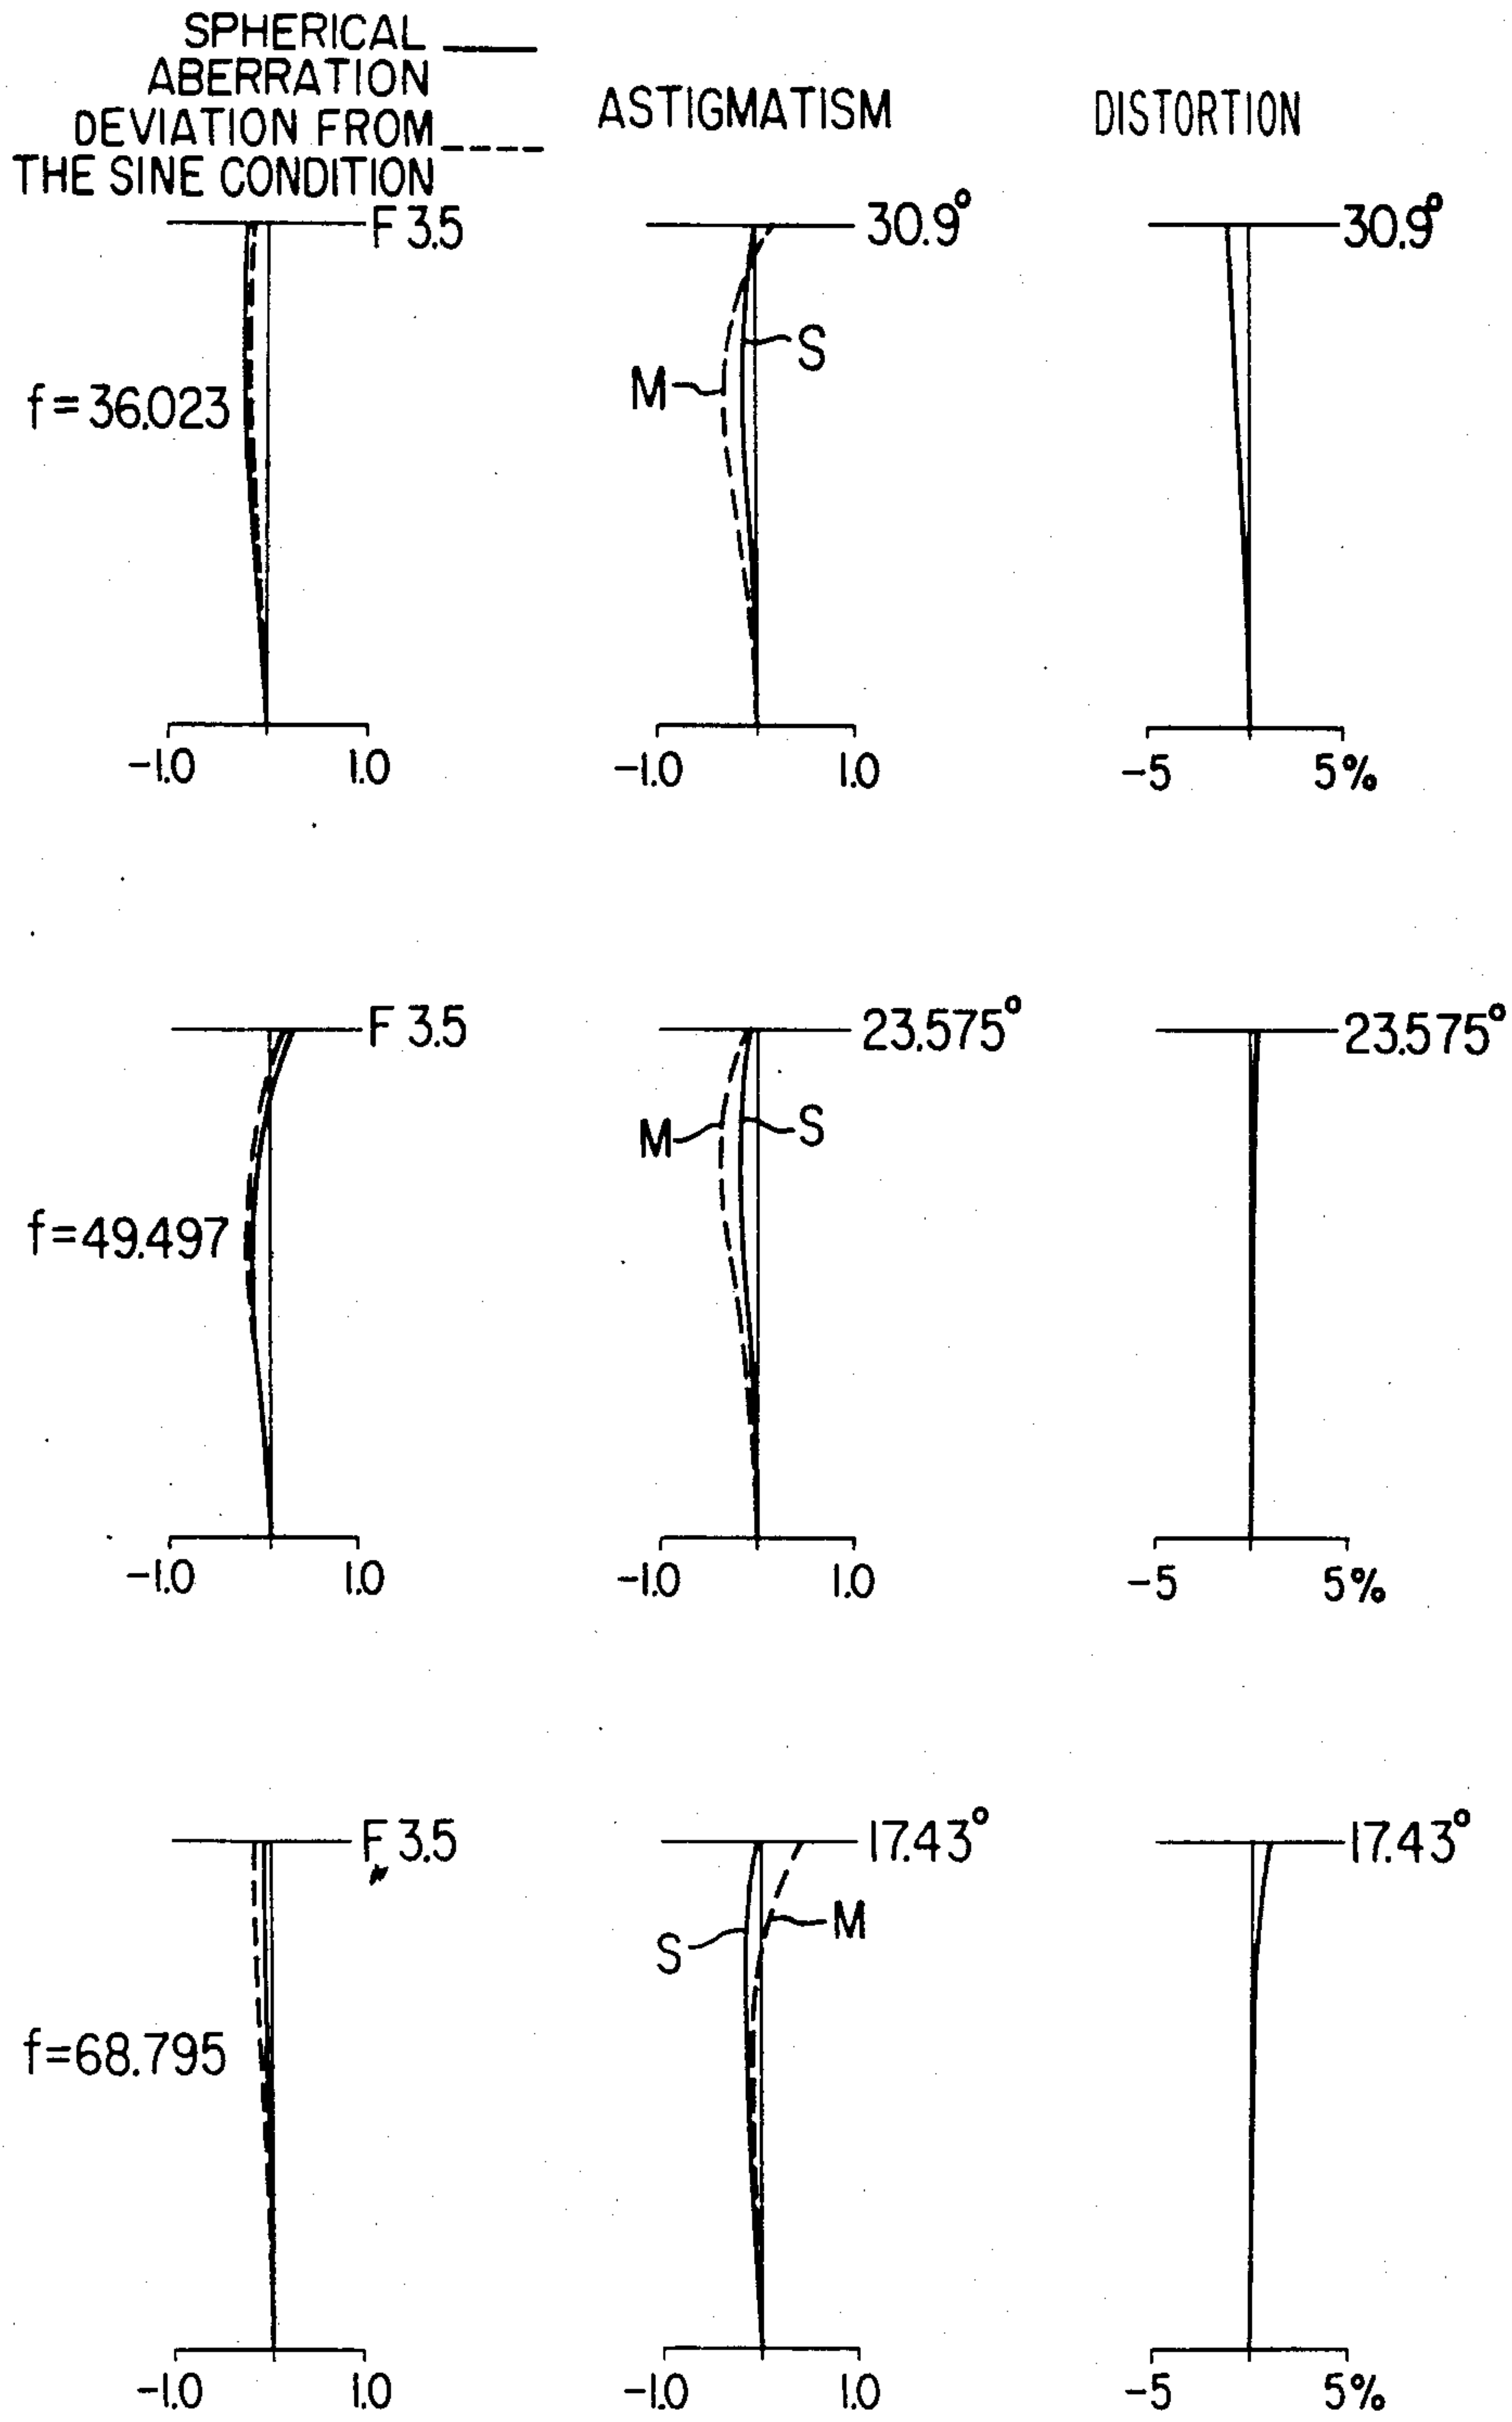 SPHERICAL
ABERRATION
DEVIATION FROM
THE SINE CONDITION
ASTIGMATISM
DISTORTION
F 3.5
30.9°
30.9°
S
M
f=36.023
-1.0
1.0
-1.0
1.0
-5
5%
F 3.5
23.575°
23.575°
M
S
f=49.497
-1.0
1.0
-1.0
1.0
-5
5%
F 3.5
17.43°
17.43°
S
M
f=68.795
-1.0
1.0
-1.0
1.0
-5
5%